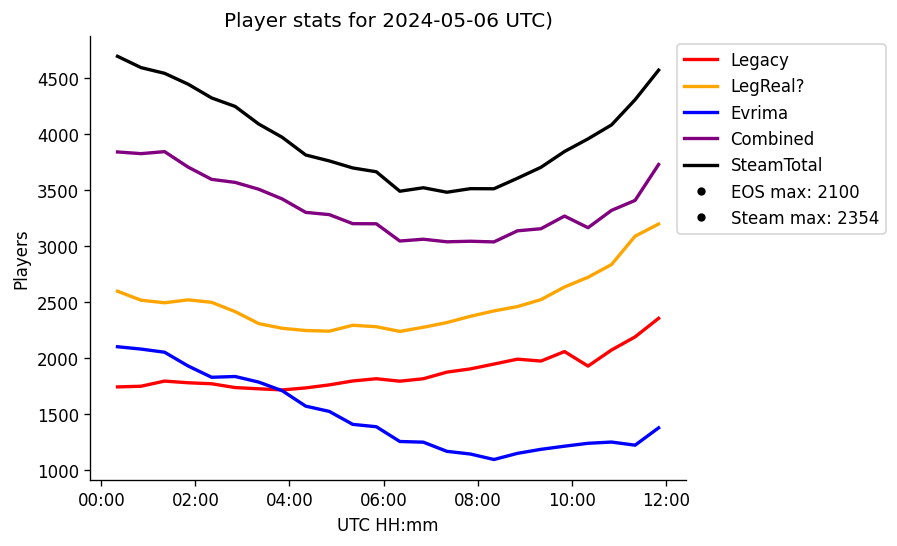 Player stats for 2024-05-06 UTC)
Legacy
LegReal?
Evrima
Combined
SteamTotal
EOS max: 2100
Steam max: 2354
Players
4500
4000
3500
3000
2500
2000
1500
1000
00:00 02:00 04:00 06:00 08:00 10:00 12:00
UTC HH:mm